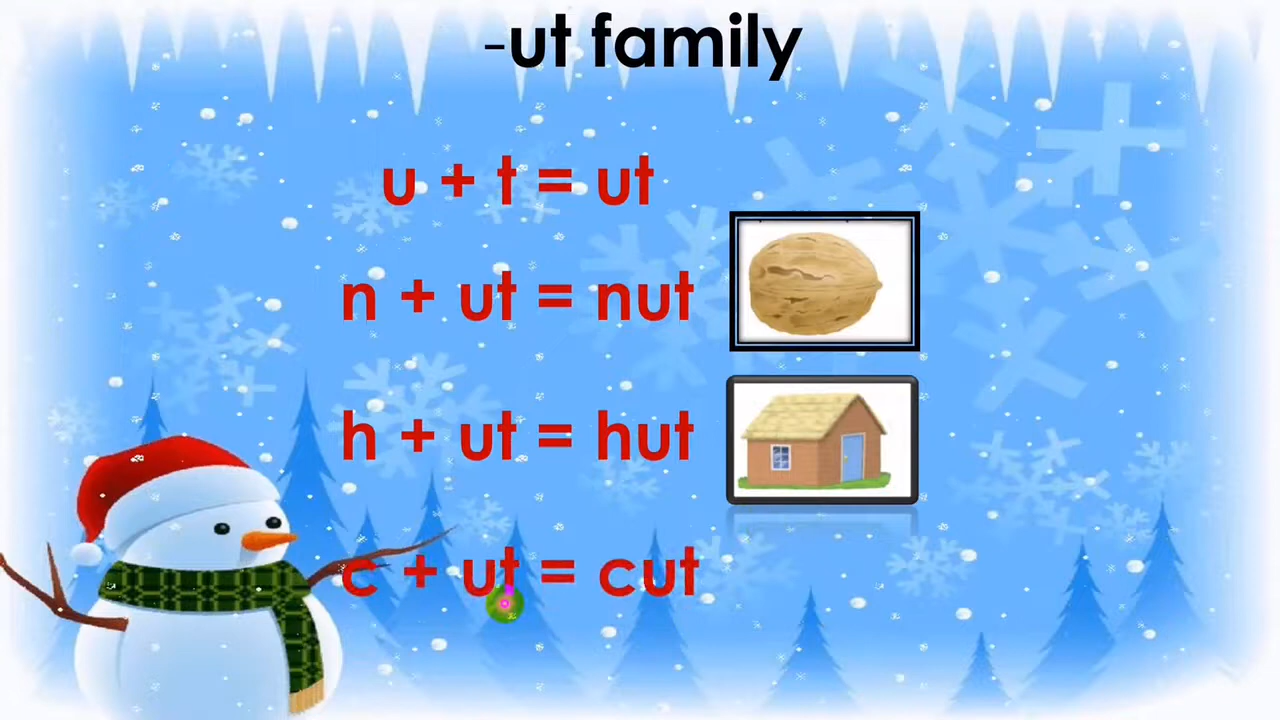 -ut family
u + t = ut
n + ut = nut
h + ut = hut
c + ut = cut